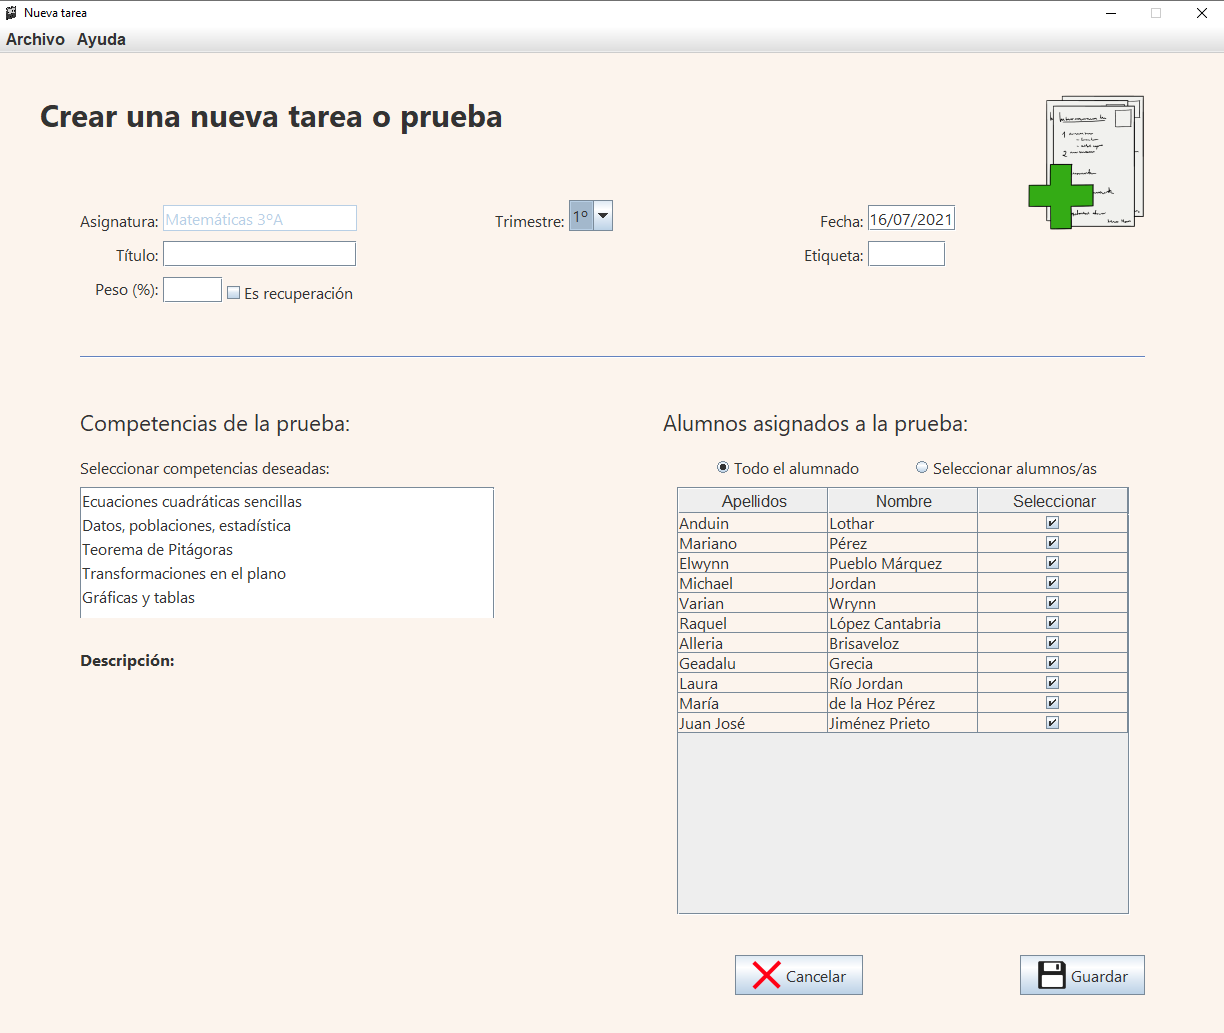 Nueva tarea
Archivo Ayuda
Crear una nueva tarea o prueba
Asignatura: Matemáticas 3ºA Trimestre: 1º Fecha: 16/07/2021
Título: Etiqueta:
Peso (%): Es recuperación
Competencias de la prueba: Alumnos asignados a la prueba:
Seleccionar competencias deseadas: Todo el alumnado Seleccionar alumnos/as
Ecuaciones cuadráticas sencillas
Datos, poblaciones, estadística
Teorema de Pitágoras
Transformaciones en el plano
Gráficas y tablas
Descripción:
Apellidos Nombre Seleccionar
Anduin Lothar
Mariano Pérez
Elwynn Pueblo Márquez
Michael Jordan
Varian Wrynn
Raquel López Cantabria
Alleria Brisaveloz
Geadalu Grecia
Laura Río Jordan
María de la Hoz Pérez
Juan José Jiménez Prieto
Cancelar Guardar